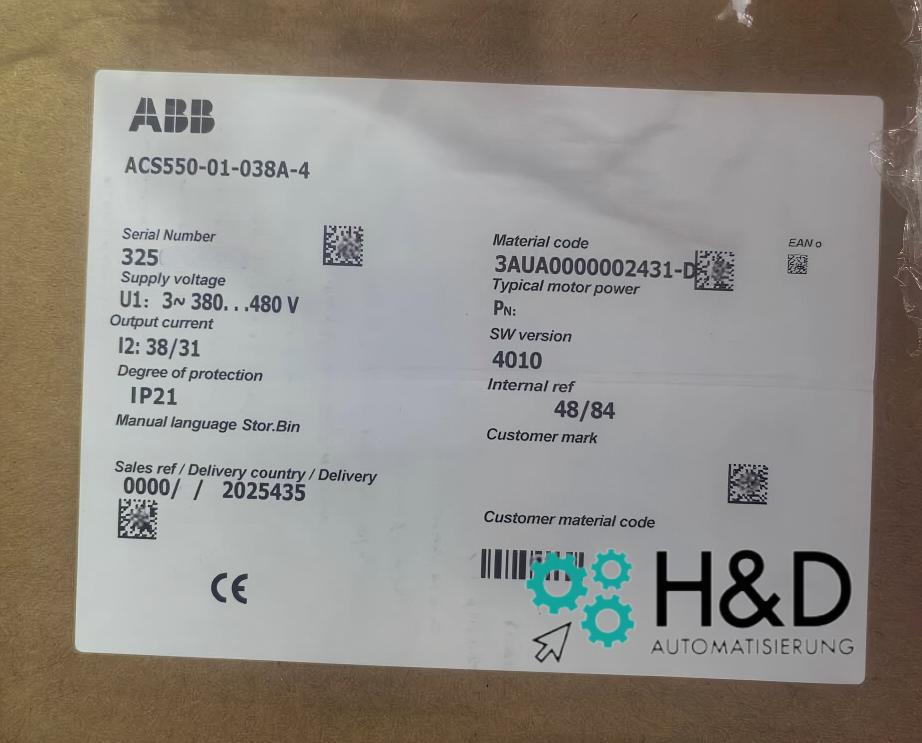 ABB
ACS550-01-038A-4
Serial Number
325
Supply voltage
U1: 3~ 380...480 V
Output current
I2: 38/31
Degree of protection
IP21
Manual language Stor.Bin
Sales ref / Delivery country / Delivery
0000/ / 2025435
CE
Material code
3AUA0000002431-D
EAN o
Typical motor power
PN:
SW version
4010
Internal ref
48/84
Customer mark
Customer material code
H&D
AUTOMATISIERUNG